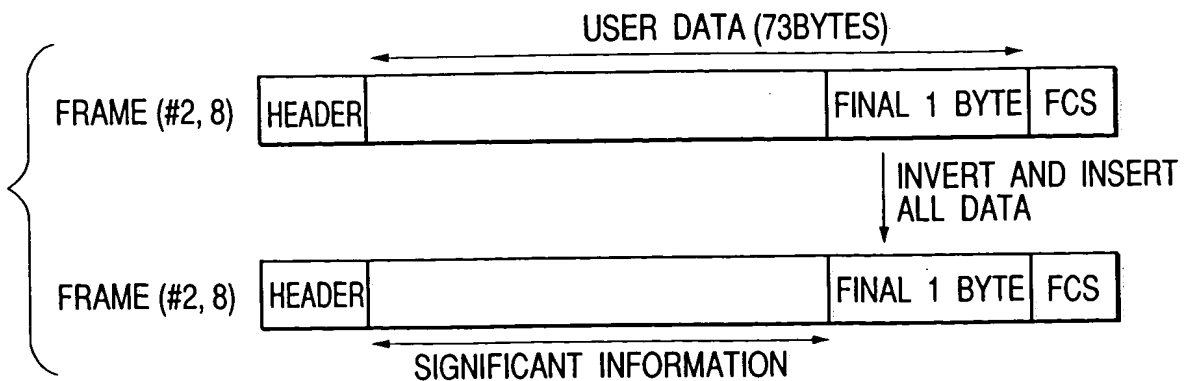 USER DATA (73BYTES)
FRAME (#2, 8) HEADER FINAL 1 BYTE FCS
INVERT AND INSERT
ALL DATA
FRAME (#2, 8) HEADER FINAL 1 BYTE FCS
SIGNIFICANT INFORMATION